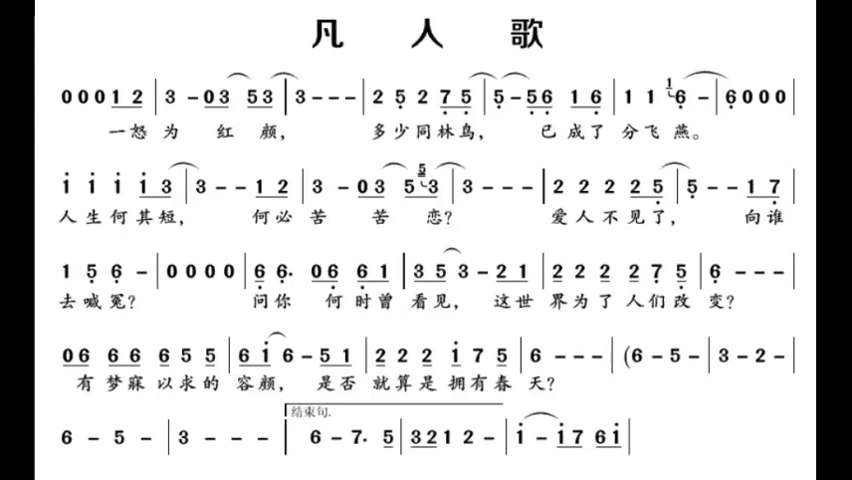 凡人歌
0 0 0 1 2 | 3 - 0 3 5 3 | 3 - - - | 2 5 2 7 5 | 5 - 5 6 1 6 | 1 1 1 6 - | 6 0 0 0
一怒为红颜，多少同林鸟，已成了分飞燕。
1 1 1 1 3 | 3 - - 1 2 | 3 - 0 3 5 5 3 | 3 - - - | 2 2 2 2 5 | 5 - - 1 7
人生何其短，何必苦苦恋？爱人不见了，向谁
1 5 6 - | 0 0 0 0 | 6 6. 0 6 6 1 | 3 5 3 - 2 1 | 2 2 2 2 7 5 | 6 - - -
去喊冤？问你何时曾看见，这世界为了人们改变？
0 6 6 6 6 5 5 | 6 1 6 - 5 1 | 2 2 2 1 7 5 | 6 - - - | (6 - 5 - | 3 - 2 -
有梦寐以求的容颜，是否就算是拥有春天？
结束句.
6 - 5 - | 3 - - - | 6 - 7. 5 | 3 2 1 2 - | 1 - 1 7 6 1 |